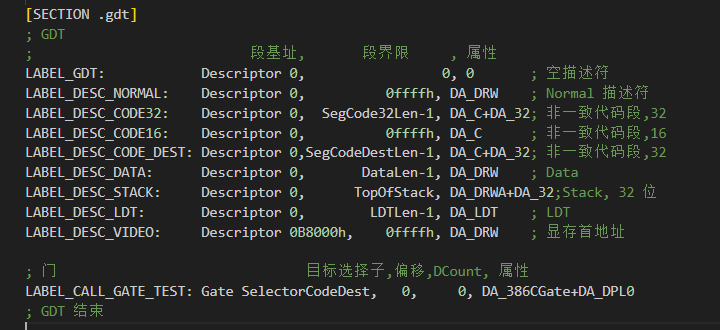 [SECTION .gdt]
; GDT
; 段基址, 段界限 , 属性
LABEL_GDT: Descriptor 0, 0, 0 ; 空描述符
LABEL_DESC_NORMAL: Descriptor 0, 0ffffh, DA_DRW ; Normal 描述符
LABEL_DESC_CODE32: Descriptor 0, SegCode32Len-1, DA_C+DA_32; 非一致代码段,32
LABEL_DESC_CODE16: Descriptor 0, 0ffffh, DA_C ; 非一致代码段,16
LABEL_DESC_CODE_DEST: Descriptor 0,SegCodeDestLen-1, DA_C+DA_32; 非一致代码段,32
LABEL_DESC_DATA: Descriptor 0, DataLen-1, DA_DRW ; Data
LABEL_DESC_STACK: Descriptor 0, TopOfStack, DA_DRWA+DA_32;Stack, 32 位
LABEL_DESC_LDT: Descriptor 0, LDTLen-1, DA_LDT ; LDT
LABEL_DESC_VIDEO: Descriptor 0B8000h, 0ffffh, DA_DRW ; 显存首地址
; 门 目标选择子,偏移,DCount, 属性
LABEL_CALL_GATE_TEST: Gate SelectorCodeDest, 0, 0, DA_386CGate+DA_DPL0
; GDT 结束